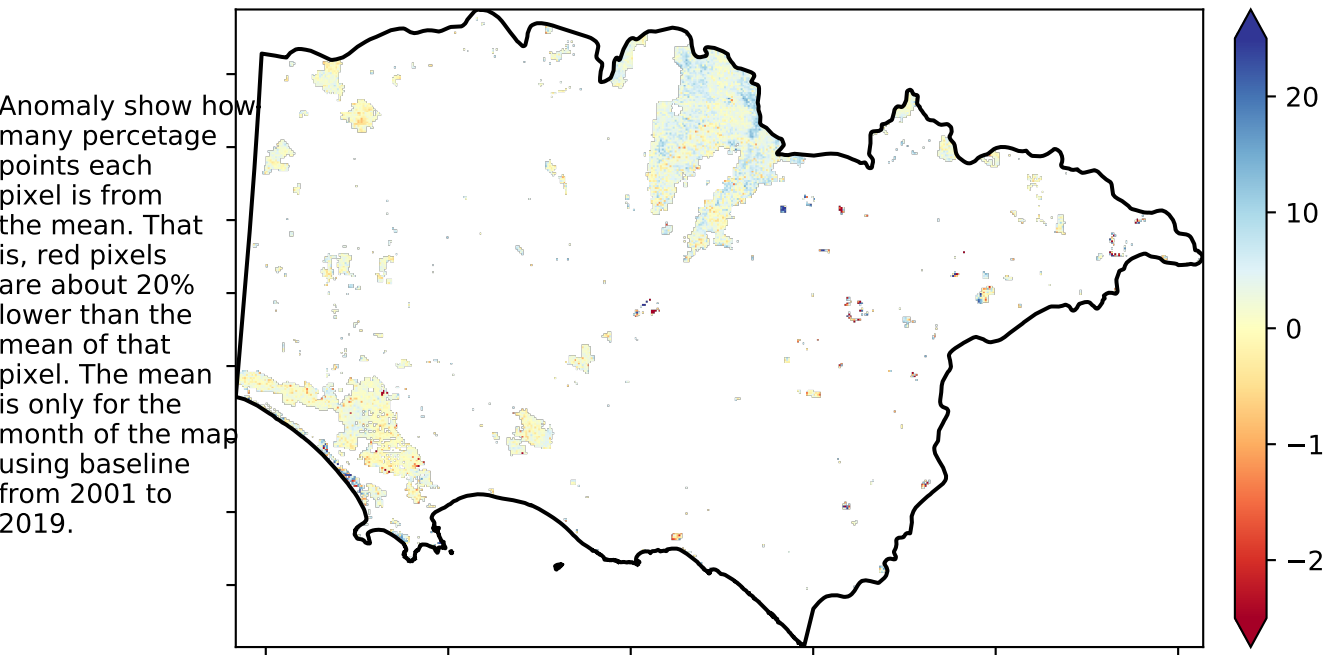 Anomaly show how
many percetage
points each
pixel is from
the mean. That
is, red pixels
are about 20%
lower than the
mean of that
pixel. The mean
is only for the
month of the map
using baseline
from 2001 to
2019.
20
10
0
−1
−2